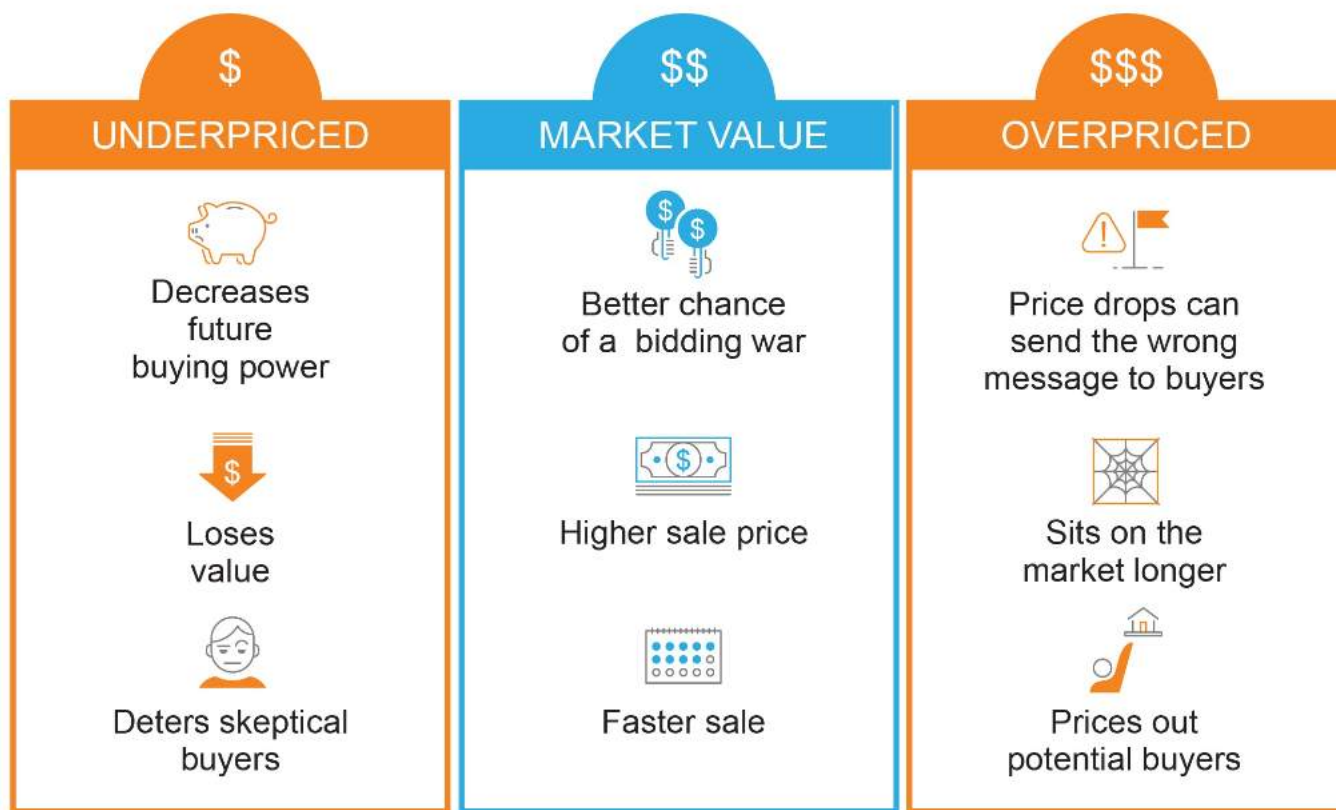 $
UNDERPRICED
Decreases
future
buying power
$
Loses
value
Deters skeptical
buyers
$$
MARKET VALUE
$
$
Better chance
of a bidding war
$
Higher sale price
Faster sale
$$$
OVERPRICED
!
Price drops can
send the wrong
message to buyers
Sits on the
market longer
Prices out
potential buyers